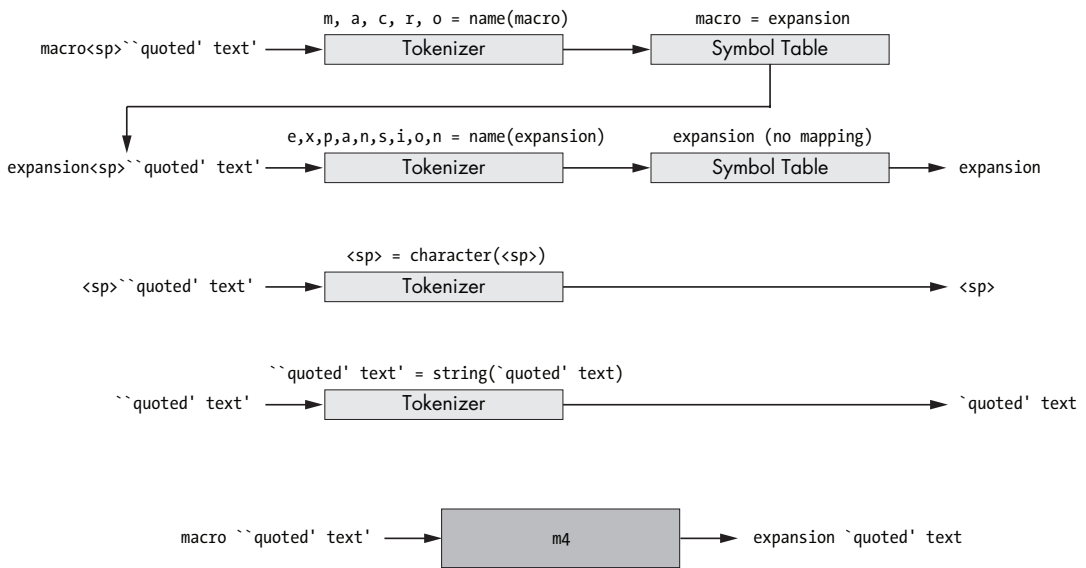 m, a, c, r, o = name(macro)
macro = expansion
macro<sp>``quoted' text'
Tokenizer
Symbol Table
e,x,p,a,n,s,i,o,n = name(expansion)
expansion (no mapping)
expansion<sp>``quoted' text'
Tokenizer
Symbol Table
expansion
<sp> = character(<sp>)
<sp>``quoted' text'
Tokenizer
<sp>
``quoted' text' = string(`quoted' text)
``quoted' text'
Tokenizer
`quoted' text
macro ``quoted' text'
m4
expansion `quoted' text